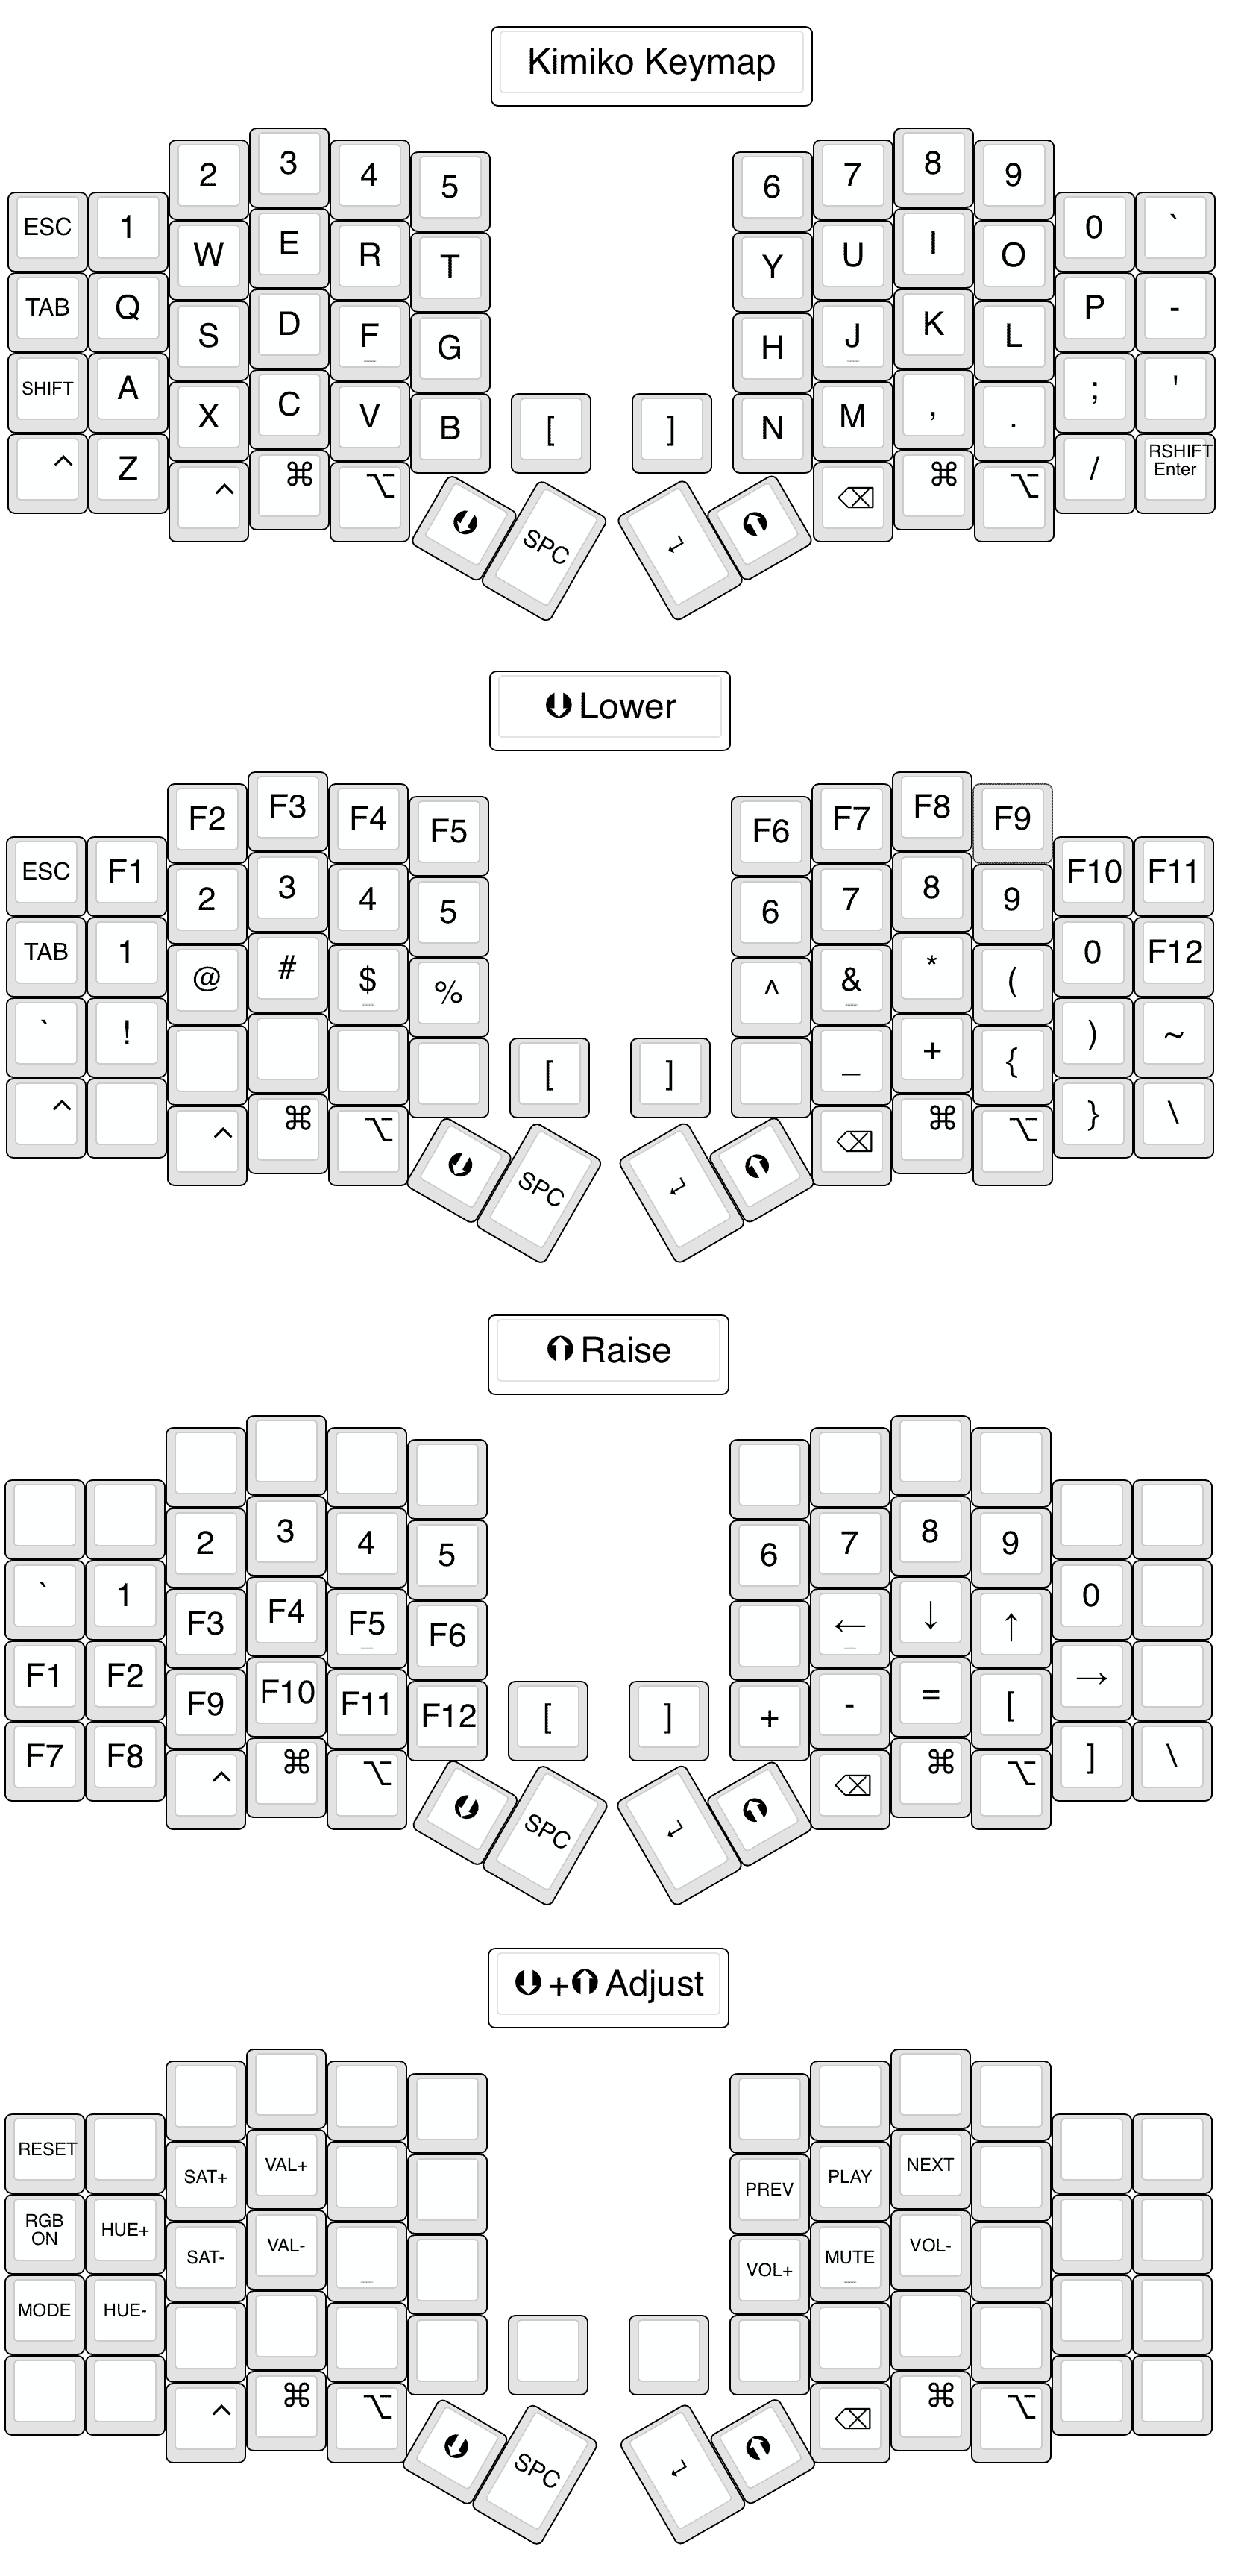 Kimiko Keymap
ESC 1 2 3 4 5 6 7 8 9 0 `
TAB Q W E R T Y U I O P -
SHIFT A S D F G H J K L ; '
^ Z X C V B [ ] N M , . / RSHIFT
Enter
^ ⌘ ⌥ ⬇ SPC ↵ ⬆ ⌫ ⌘ ⌥
⬇ Lower
ESC F1 F2 F3 F4 F5 F6 F7 F8 F9 F10 F11
TAB 1 2 3 4 5 6 7 8 9 0 F12
` ! @ # $ % ^ & * ( ) ~
^ [ ] _ + { } \
^ ⌘ ⌥ ⬇ SPC ↵ ⬆ ⌫ ⌘ ⌥
⬆ Raise
` 1 2 3 4 5 6 7 8 9 0
F1 F2 F3 F4 F5 F6 ← ↓ ↑ →
F7 F8 F9 F10 F11 F12 [ ] + - = [ ] \
^ ⌘ ⌥ ⬇ SPC ↵ ⬆ ⌫ ⌘ ⌥
⬇+⬆ Adjust
RESET
RGB
ON HUE+ SAT+ VAL+ PREV PLAY NEXT
MODE HUE- SAT- VAL- VOL+ MUTE VOL-
^ ⌘ ⌥ ⬇ SPC ↵ ⬆ ⌫ ⌘ ⌥